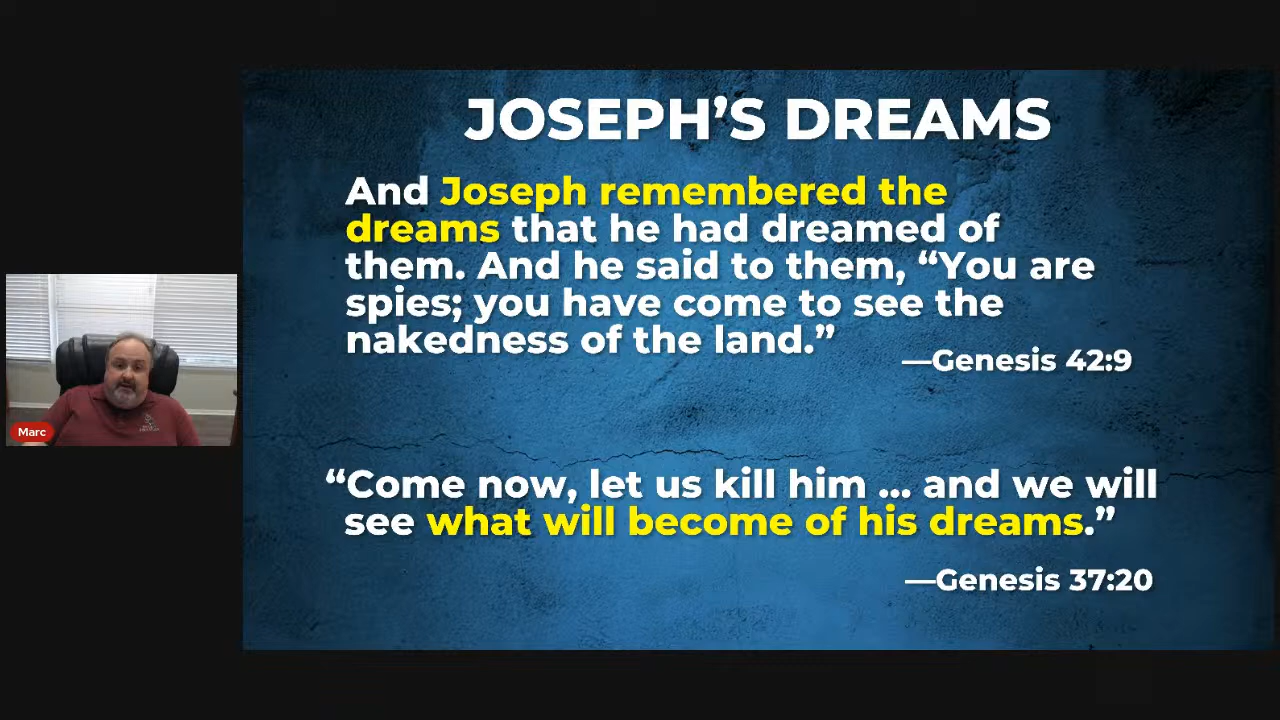 JOSEPH’S DREAMS
And Joseph remembered the
dreams that he had dreamed of
them. And he said to them, “You are
spies; you have come to see the
nakedness of the land.”
—Genesis 42:9
“Come now, let us kill him ... and we will
see what will become of his dreams.”
—Genesis 37:20
Marc